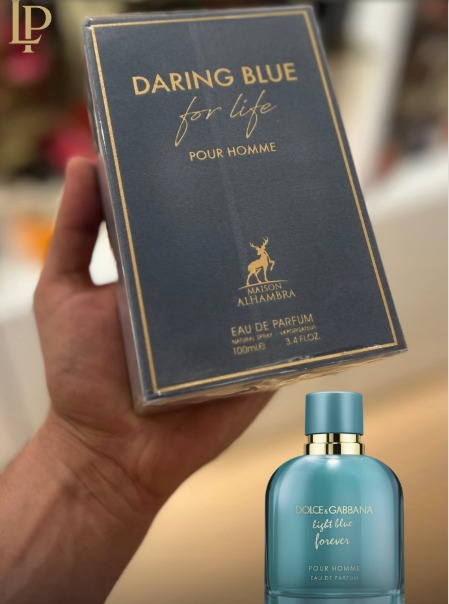 LP
DARING BLUE
for life
POUR HOMME
MAISON
ALHAMBRA
EAU DE PARFUM
NATURAL SPRAY - VAPORISATEUR
100ml℮ 3.4 FL.OZ.
DOLCE&GABBANA
light blue
forever
POUR HOMME
EAU DE PARFUM